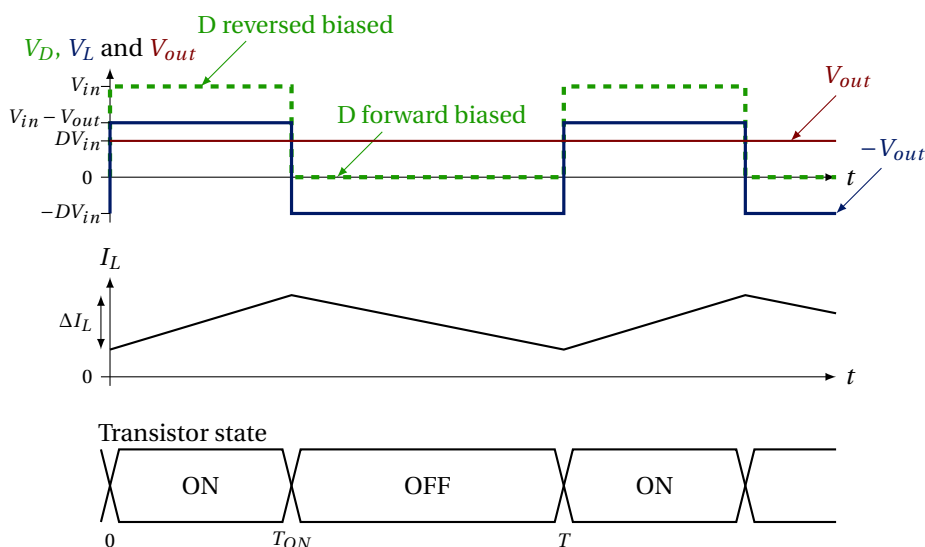 D reversed biased
V_D, V_L and V_out
V_in
V_out
V_in − V_out
D forward biased
DV_in
−V_out
0
t
−DV_in
I_L
ΔI_L
0
t
Transistor state
ON OFF ON
0 T_ON T